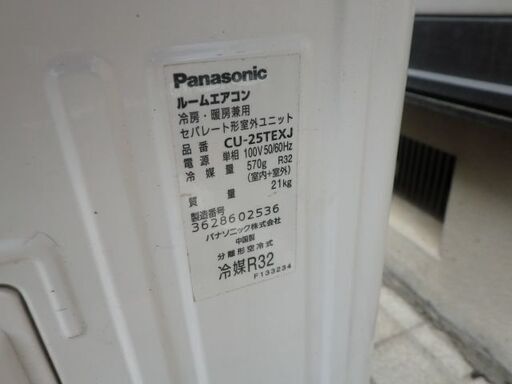 Panasonic
ルームエアコン
冷房・暖房兼用
セパレート形室外ユニット
品番 CU-25TEXJ
電源 単相 100V 50/60Hz
冷媒量 570g R32
(室内+室外)
質量 21kg
製造番号
3628602536
パナソニック株式会社
中国製
分離形空冷式
冷媒R32
F133234